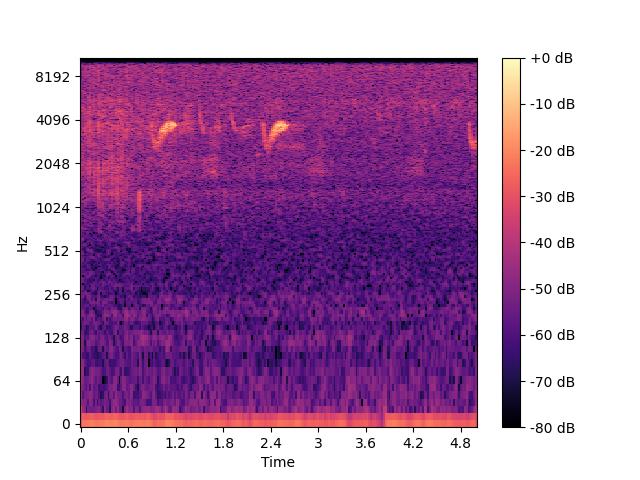 +0 dB
8192
-10 dB
4096
-20 dB
2048
-30 dB
1024
-40 dB
Hz
512
-50 dB
256
-60 dB
128
-70 dB
64
0
-80 dB
0 0.6 1.2 1.8 2.4 3 3.6 4.2 4.8
Time